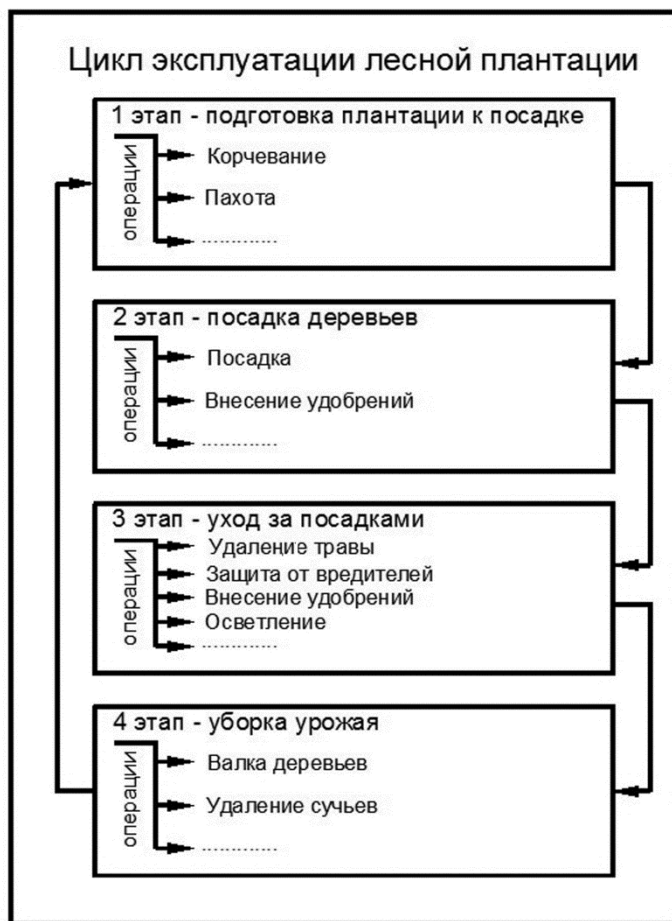 Цикл эксплуатации лесной плантации
1 этап - подготовка плантации к посадке
операции
Корчевание
Пахота
.............
2 этап - посадка деревьев
операции
Посадка
Внесение удобрений
.............
3 этап - уход за посадками
операции
Удаление травы
Защита от вредителей
Внесение удобрений
Осветление
.............
4 этап - уборка урожая
операции
Валка деревьев
Удаление сучьев
.............